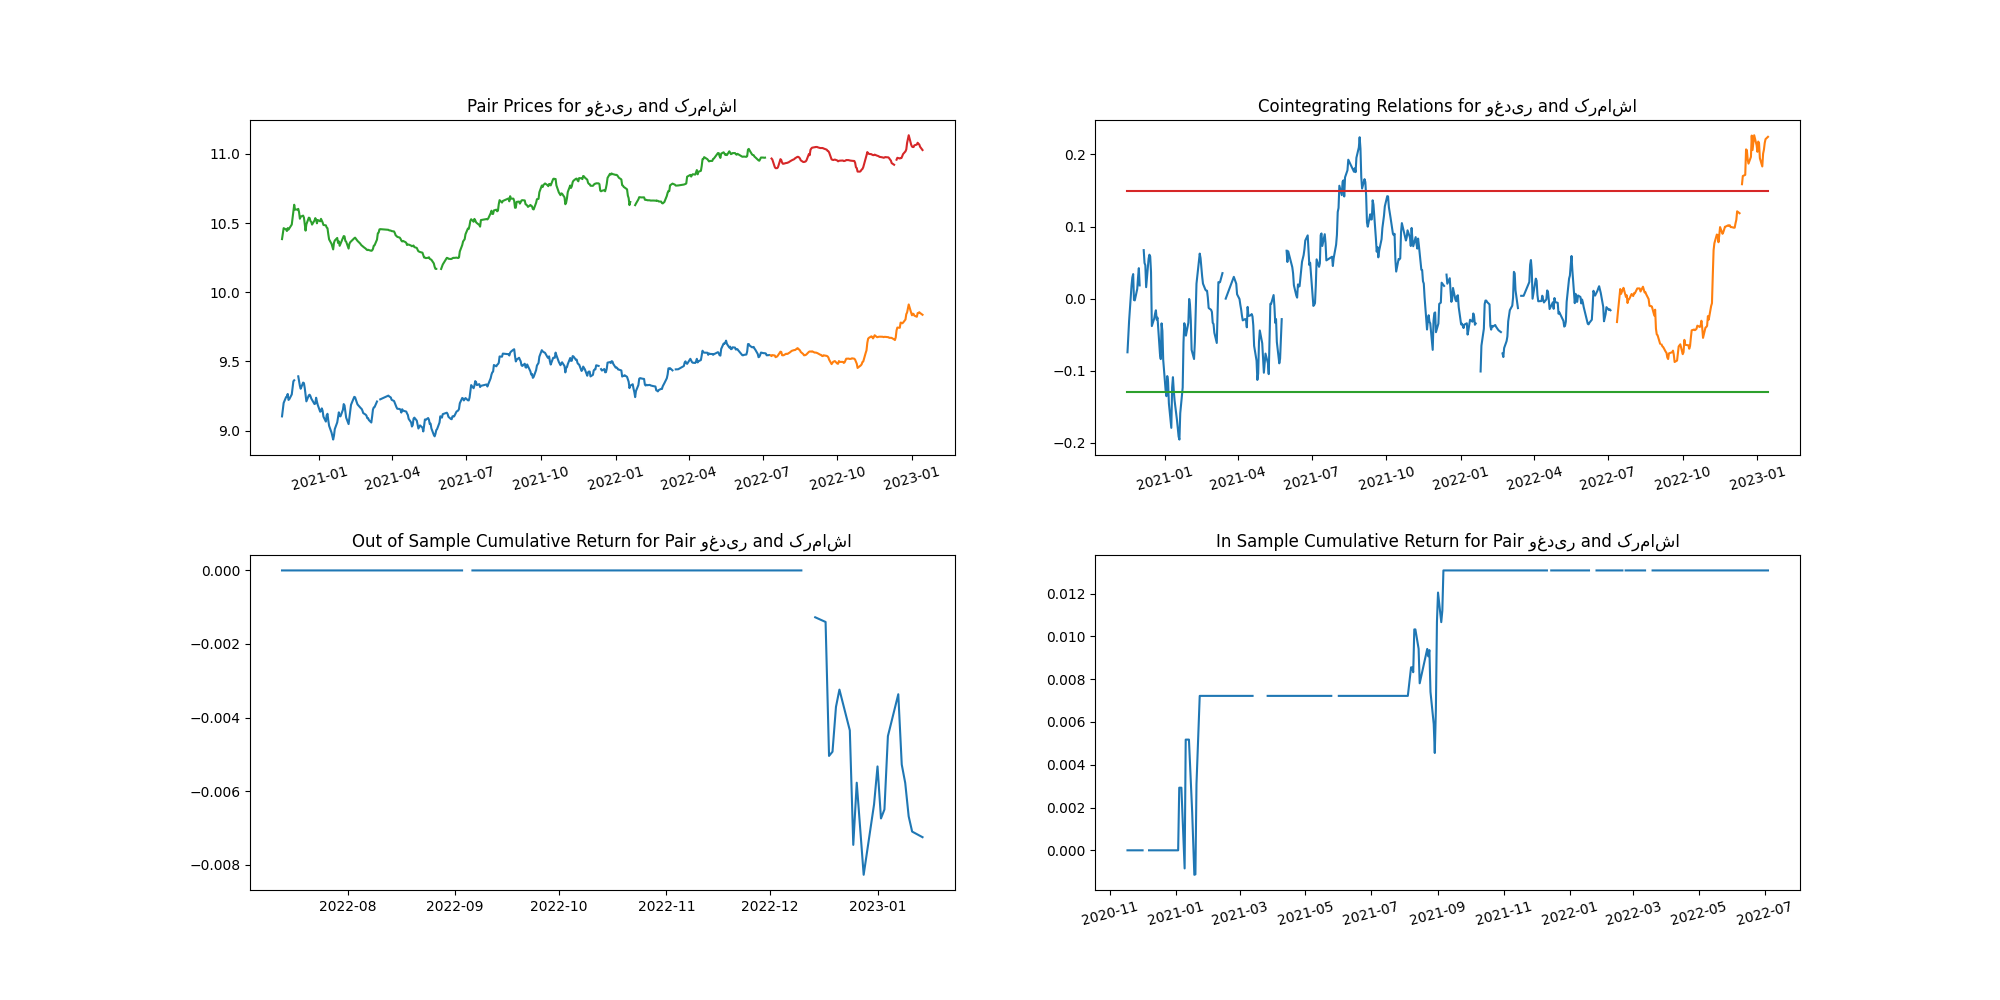 Pair Prices for وغدیر and کرماشا
11.0
10.5
10.0
9.5
9.0
2021-01 2021-04 2021-07 2021-10 2022-01 2022-04 2022-07 2022-10 2023-01
Cointegrating Relations for وغدیر and کرماشا
0.2
0.1
0.0
−0.1
−0.2
2021-01 2021-04 2021-07 2021-10 2022-01 2022-04 2022-07 2022-10 2023-01
Out of Sample Cumulative Return for Pair وغدیر and کرماشا
0.000
−0.002
−0.004
−0.006
−0.008
2022-08 2022-09 2022-10 2022-11 2022-12 2023-01
In Sample Cumulative Return for Pair وغدیر and کرماشا
0.012
0.010
0.008
0.006
0.004
0.002
0.000
2020-11 2021-01 2021-03 2021-05 2021-07 2021-09 2021-11 2022-01 2022-03 2022-05 2022-07